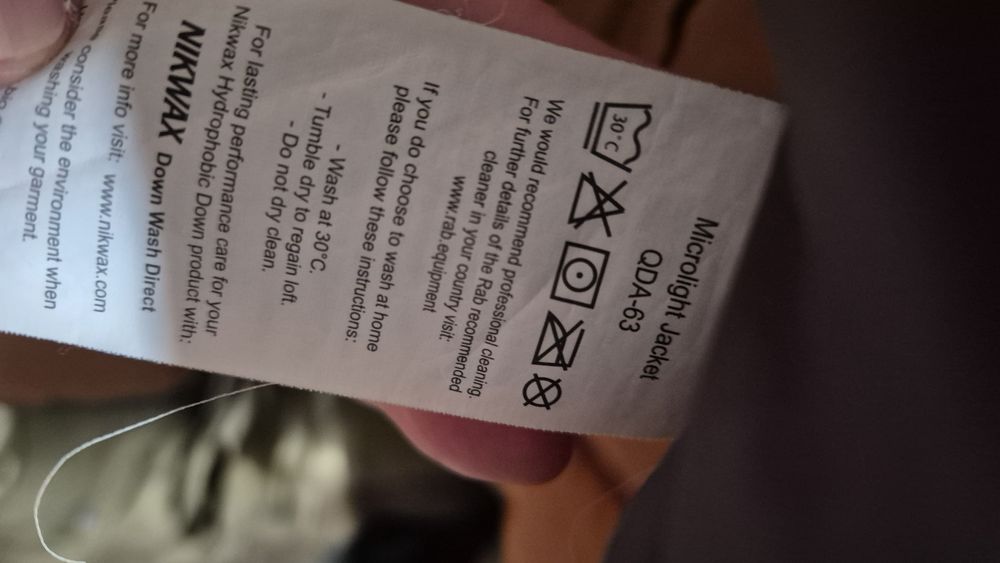 Microlight Jacket
QDA-63
30°C
We would recommend professional cleaning.
For further details of the Rab recommended
cleaner in your country visit:
www.rab.equipment
If you do choose to wash at home
please follow these instructions:
- Wash at 30°C.
- Tumble dry to regain loft.
- Do not dry clean.
For lasting performance care for your
Nikwax Hydrophobic Down product with:
NIKWAX Down Wash Direct
For more info visit: www.nikwax.com
consider the environment when
washing your garment.